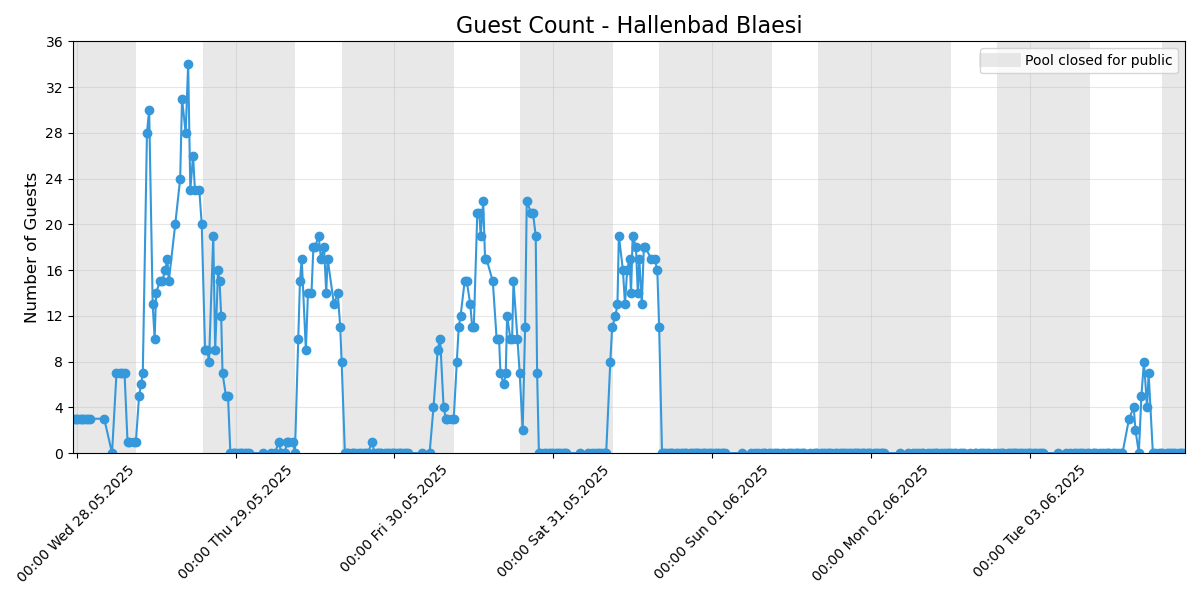 Guest Count - Hallenbad Blaesi
Pool closed for public
Number of Guests
36
32
28
24
20
16
12
8
4
0
00:00 Wed 28.05.2025
00:00 Thu 29.05.2025
00:00 Fri 30.05.2025
00:00 Sat 31.05.2025
00:00 Sun 01.06.2025
00:00 Mon 02.06.2025
00:00 Tue 03.06.2025